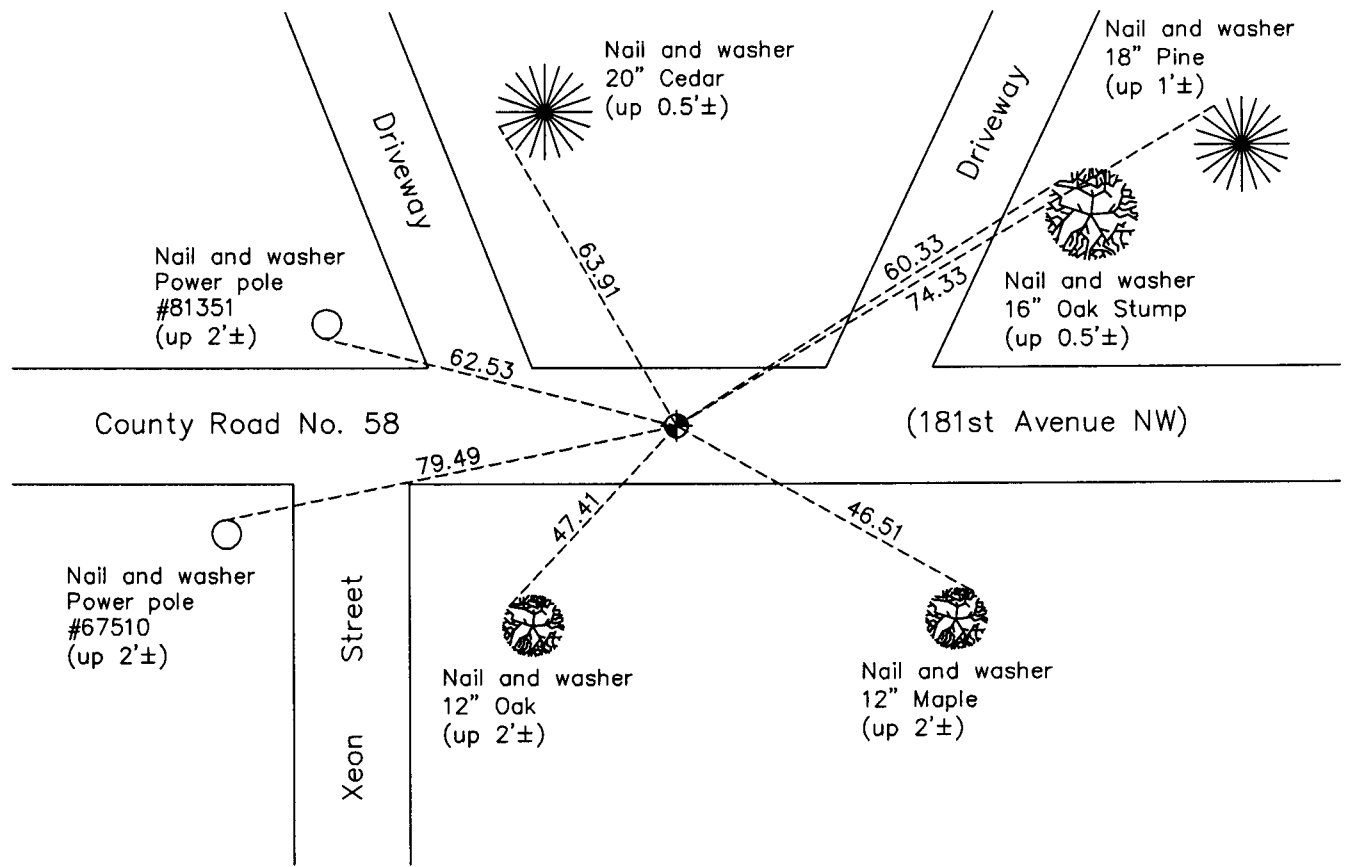 Nail and washer
20" Cedar
(up 0.5'±)
Nail and washer
18" Pine
(up 1'±)
Driveway
Driveway
Nail and washer
Power pole
#81351
(up 2'±)
63.91
60.33
74.33
Nail and washer
16" Oak Stump
(up 0.5'±)
62.53
County Road No. 58
(181st Avenue NW)
79.49
47.41
46.51
Nail and washer
Power pole
#67510
(up 2'±)
Xeon Street
Nail and washer
12" Oak
(up 2'±)
Nail and washer
12" Maple
(up 2'±)